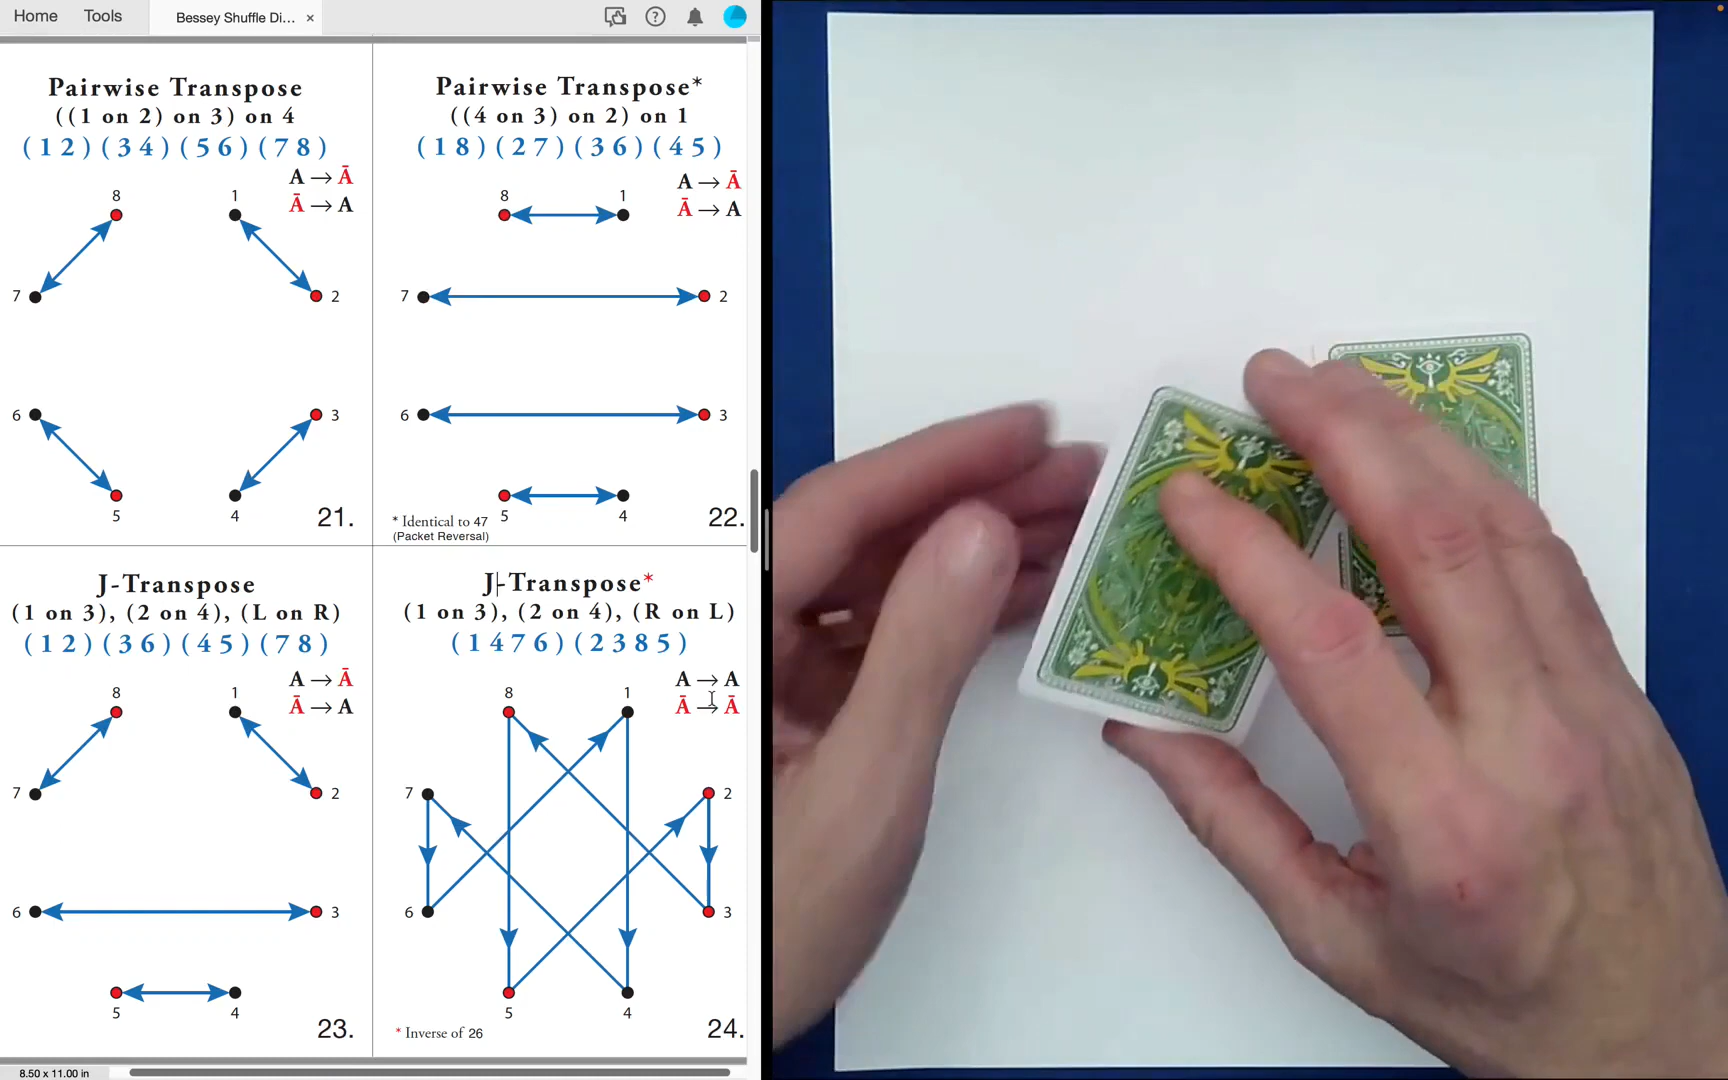 Home
Tools
Bessey Shuffle Di... ×
?
Pairwise Transpose
((1 on 2) on 3) on 4
(1 2) (3 4) (5 6) (7 8)
A → Ā
Ā → A
8
1
7
2
6
3
5
4
21.
Pairwise Transpose*
((4 on 3) on 2) on 1
(1 8) (2 7) (3 6) (4 5)
A → Ā
Ā → A
8
1
7
2
6
3
5
4
* Identical to 47
(Packet Reversal)
22.
J-Transpose
(1 on 3), (2 on 4), (L on R)
(1 2) (3 6) (4 5) (7 8)
A → Ā
Ā → A
8
1
7
2
6
3
5
4
23.
J-Transpose*
(1 on 3), (2 on 4), (R on L)
(1 4 7 6) (2 3 8 5)
A → A
Ā → Ā
8
1
7
2
6
3
5
4
* Inverse of 26
24.
8.50 x 11.00 in